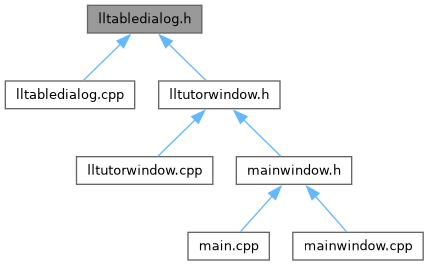 lltabledialog.h
lltabledialog.cpp
lltutorwindow.h
lltutorwindow.cpp
mainwindow.h
main.cpp
mainwindow.cpp